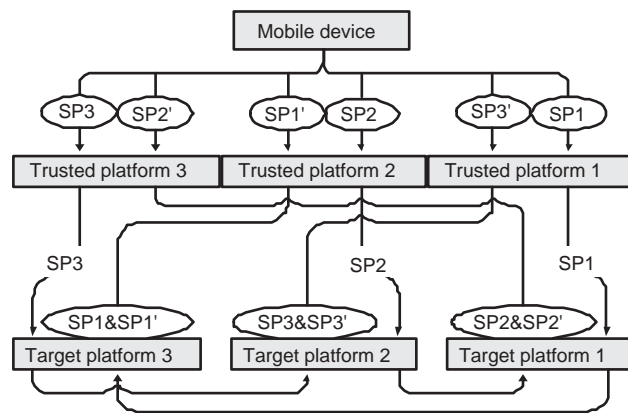 Mobile device
SP3 SP2' SP1' SP2 SP3' SP1
Trusted platform 3 Trusted platform 2 Trusted platform 1
SP3 SP2 SP1
SP1&SP1' SP3&SP3' SP2&SP2'
Target platform 3 Target platform 2 Target platform 1